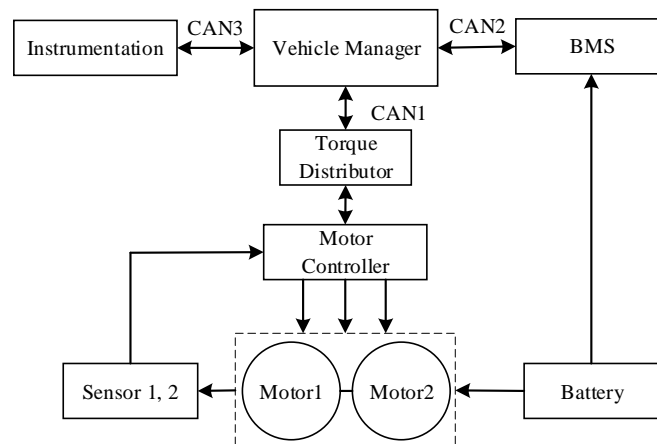 CAN3
CAN2
Instrumentation
Vehicle Manager
BMS
CAN1
Torque
Distributor
Motor
Controller
Sensor 1, 2
Motor1
Motor2
Battery